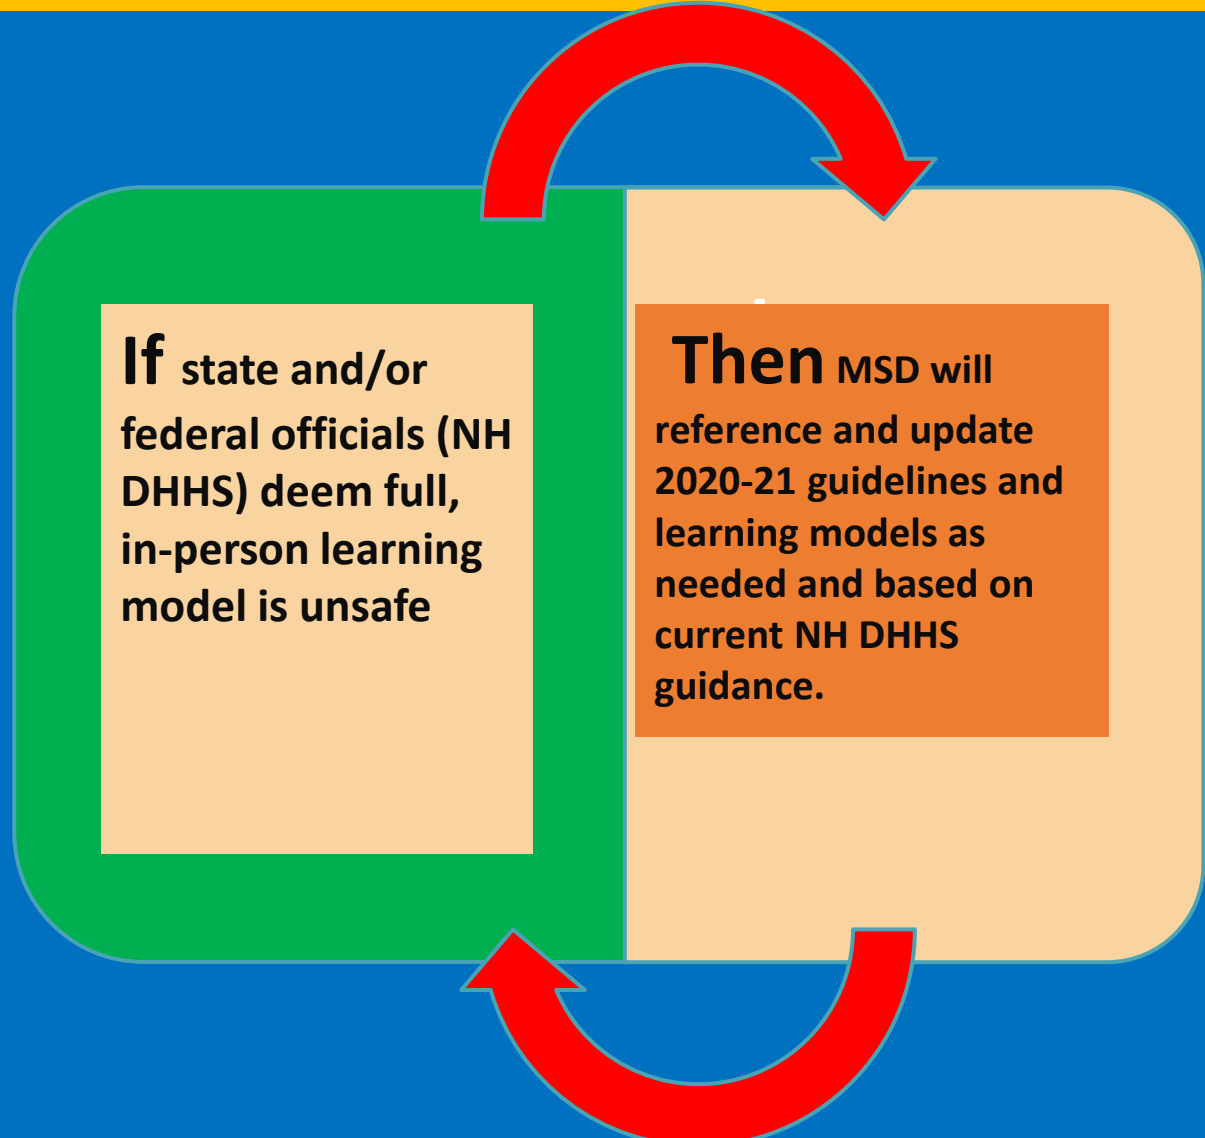 If state and/or
federal officials (NH
DHHS) deem full,
in-person learning
model is unsafe
Then MSD will
reference and update
2020-21 guidelines and
learning models as
needed and based on
current NH DHHS
guidance.